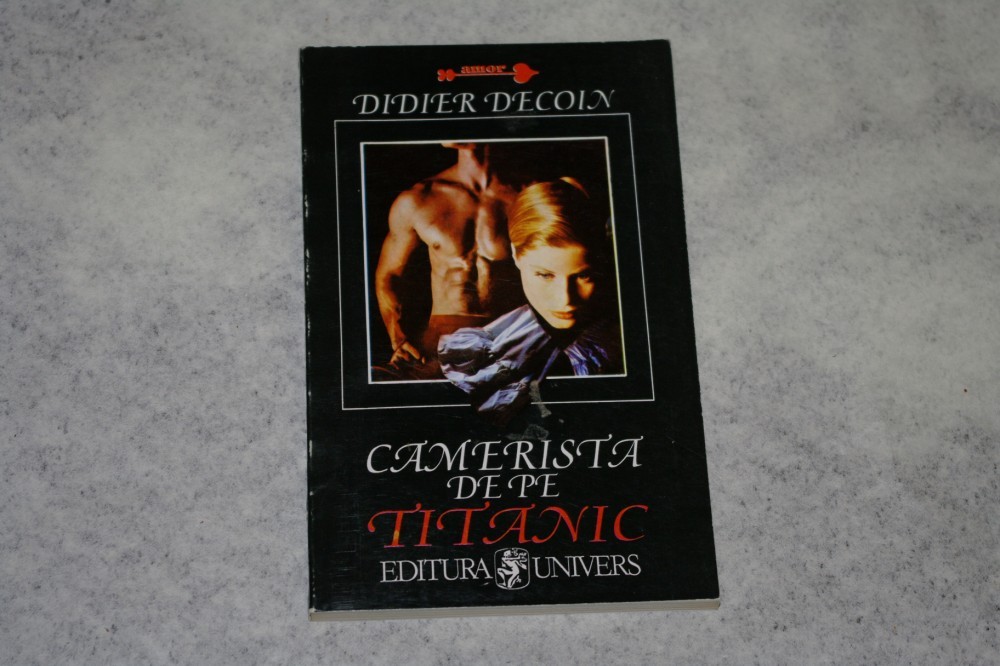 amor
DIDIER DECOIN
CAMERISTA
DE PE
TITANIC
EDITURA UNIVERS